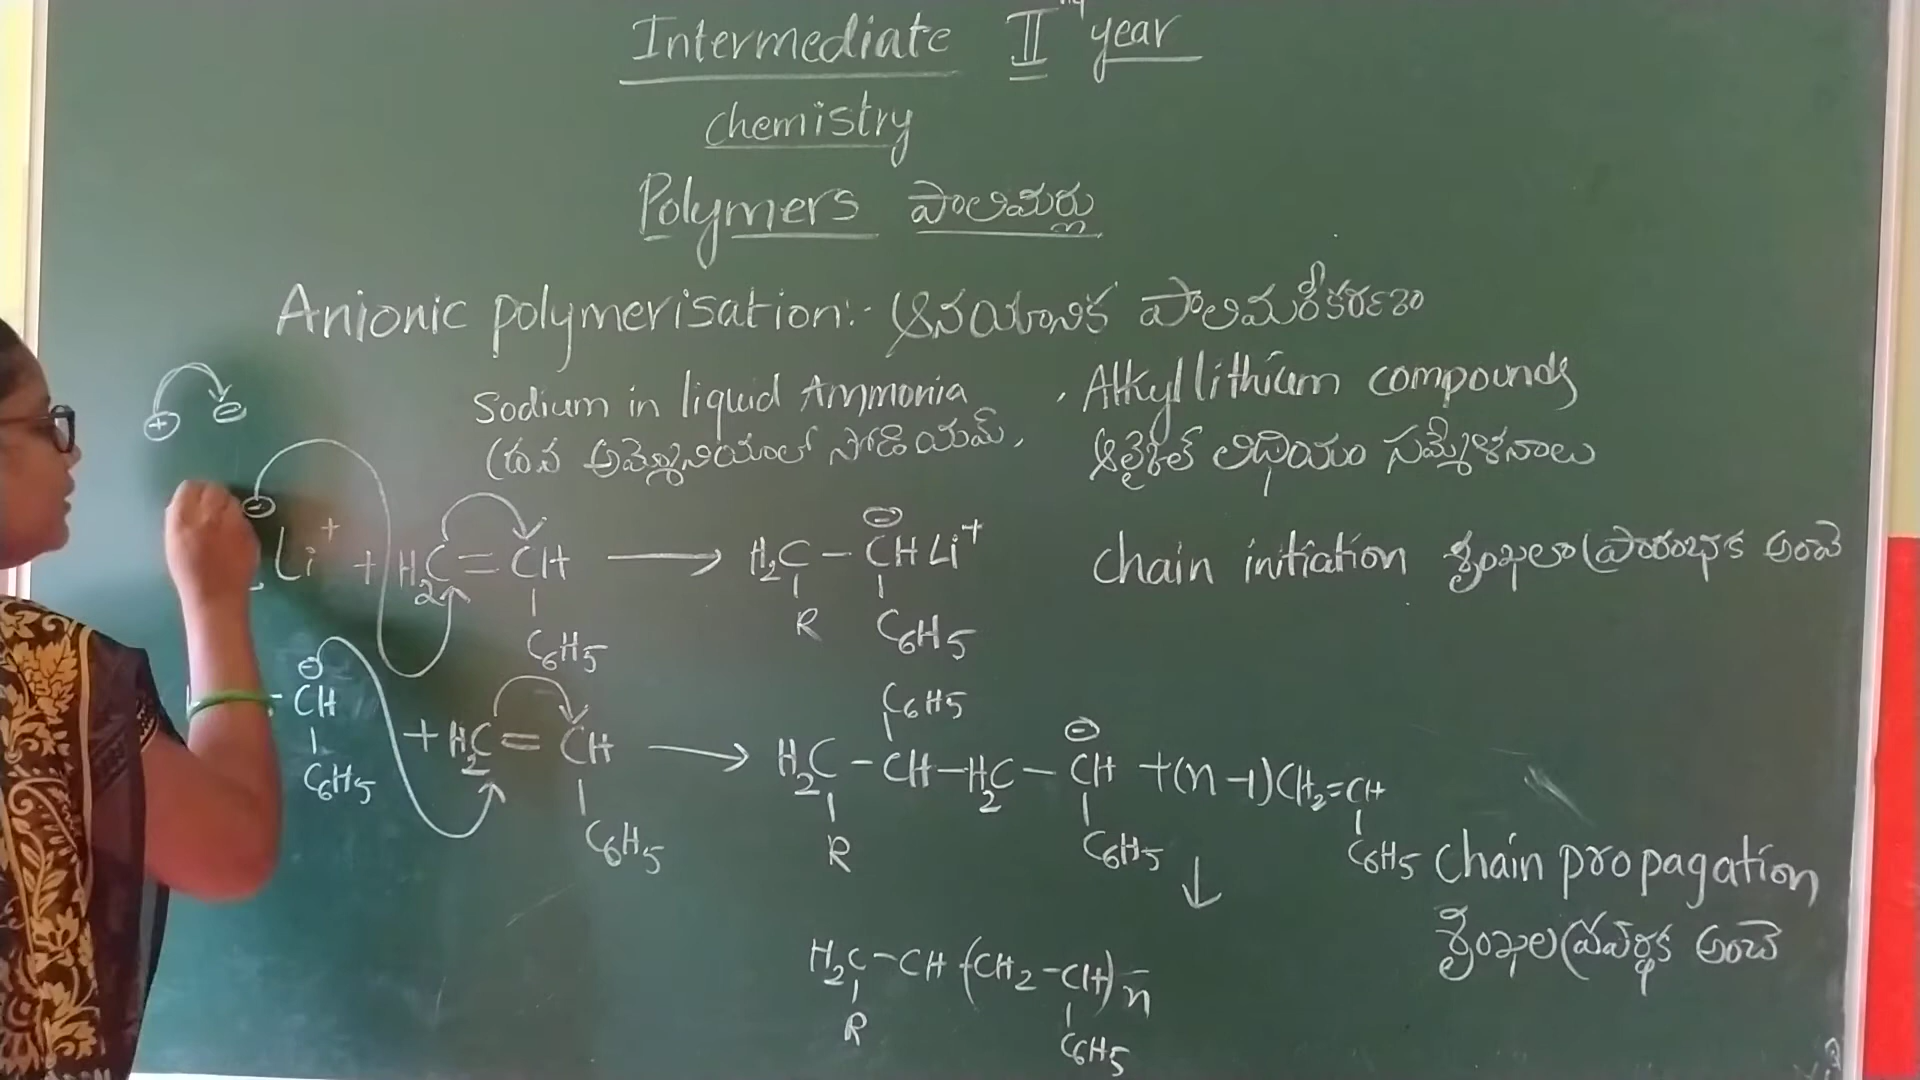 Intermediate II nd year
chemistry
Polymers పాలిమర్లు
Anionic polymerisation:- ఆనయానిక పాలిమరీకరణం
Sodium in liquid Ammonia , Alkyl lithium compounds
(ద్రవ అమ్మోనియాలో సోడియమ్, ఆల్కైల్ లిథియం సమ్మేళనాలు
⊕ ⊖
⊖ Li+ + H2C = CH ⟶ H2C – CH Li+ ⊖ chain initiation శృంఖలా ప్రారంభక అంచె
C6H5 R C6H5
⊖ C6H5 ⊖
CH + H2C = CH ⟶ H2C – CH – H2C – CH + (n-1) CH2 = CH
C6H5 C6H5 R C6H5 ↓ C6H5 chain propagation
శృంఖల ప్రవర్థక అంచె
H2C – CH (CH2 – CH)n
R C6H5